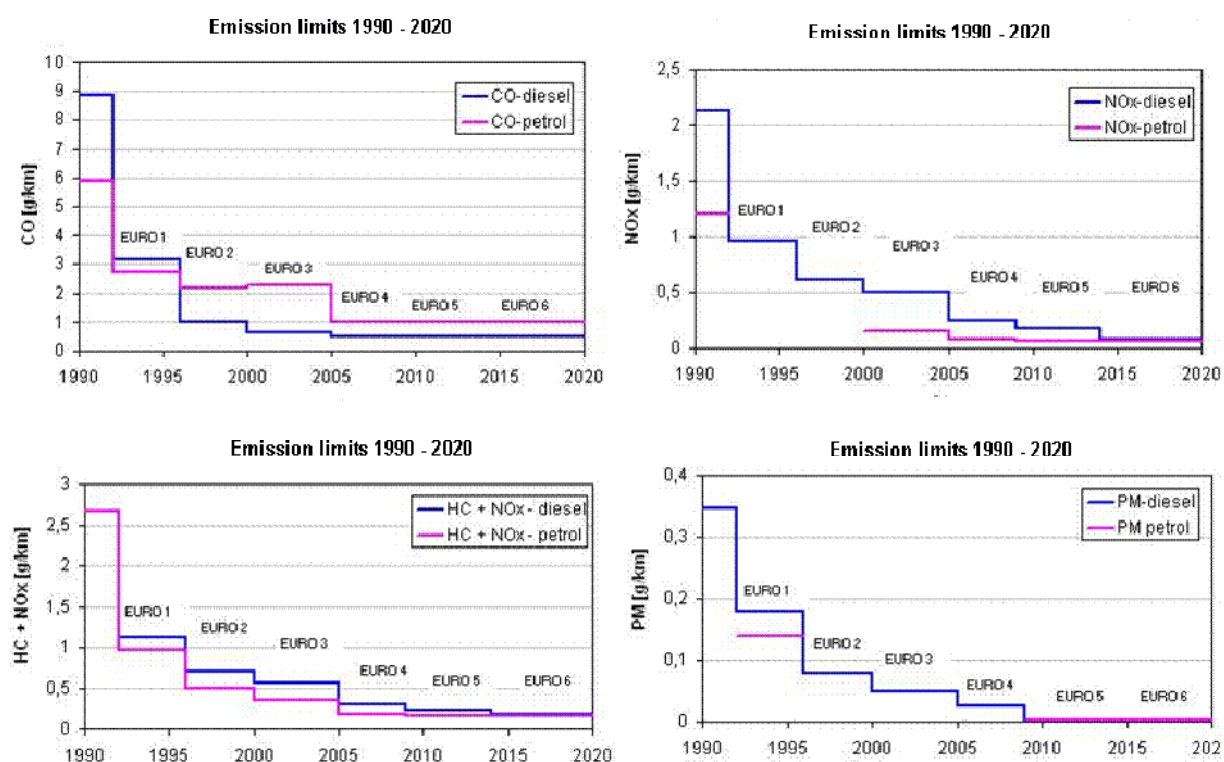 Emission limits 1990 - 2020
CO [g/km]
10
9
8
7
6
5
4
3
2
1
0
CO-diesel
CO-petrol
EURO 1
EURO 2
EURO 3
EURO 4
EURO 5
EURO 6
1990 1995 2000 2005 2010 2015 2020
Emission limits 1990 - 2020
NOx [g/km]
2,5
2
1,5
1
0,5
0
NOx-diesel
NOx-petrol
EURO 1
EURO 2
EURO 3
EURO 4
EURO 5
EURO 6
1990 1995 2000 2005 2010 2015 2020
Emission limits 1990 - 2020
HC + NOx [g/km]
3
2,5
2
1,5
1
0,5
0
HC + NOx - diesel
HC + NOx - petrol
EURO 1
EURO 2
EURO 3
EURO 4
EURO 5
EURO 6
1990 1995 2000 2005 2010 2015 2020
Emission limits 1990 - 2020
PM [g/km]
0,4
0,3
0,2
0,1
0
PM-diesel
PM petrol
EURO 1
EURO 2
EURO 3
EURO 4
EURO 5
EURO 6
1990 1995 2000 2005 2010 2015 202